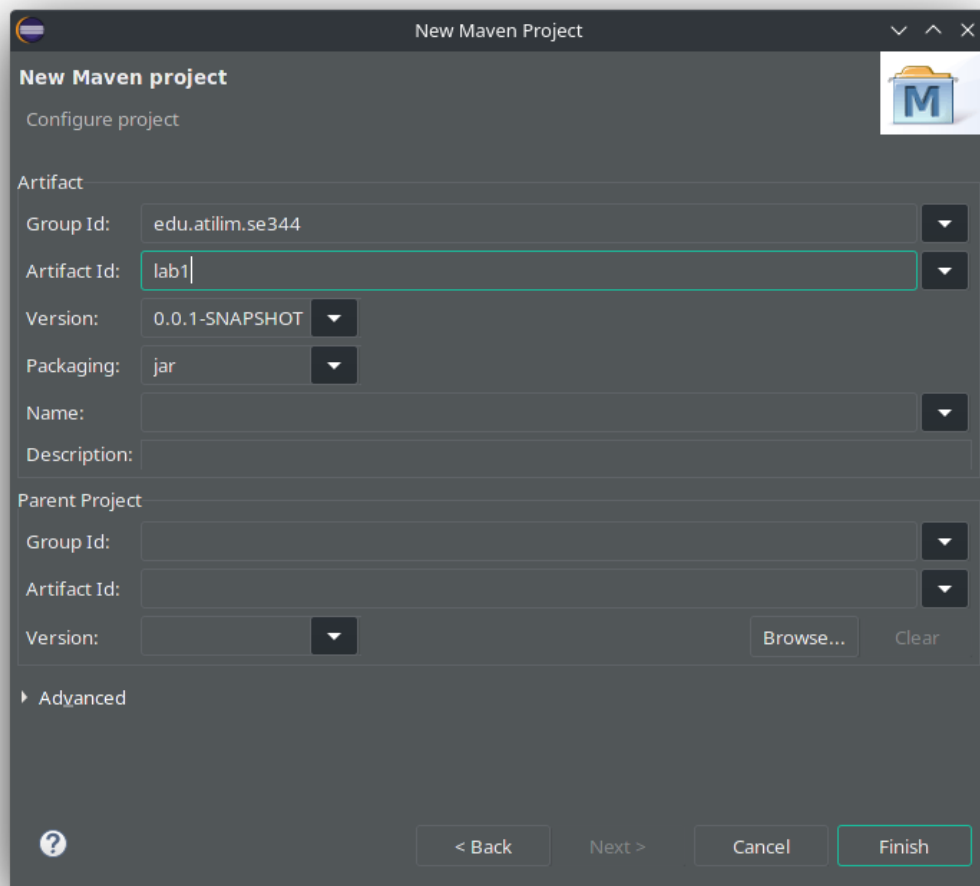 New Maven Project
New Maven project
Configure project
M
Artifact
Group Id: edu.atilim.se344
Artifact Id: lab1
Version: 0.0.1-SNAPSHOT
Packaging: jar
Name:
Description:
Parent Project
Group Id:
Artifact Id:
Version: Browse... Clear
Advanced
? < Back Next > Cancel Finish